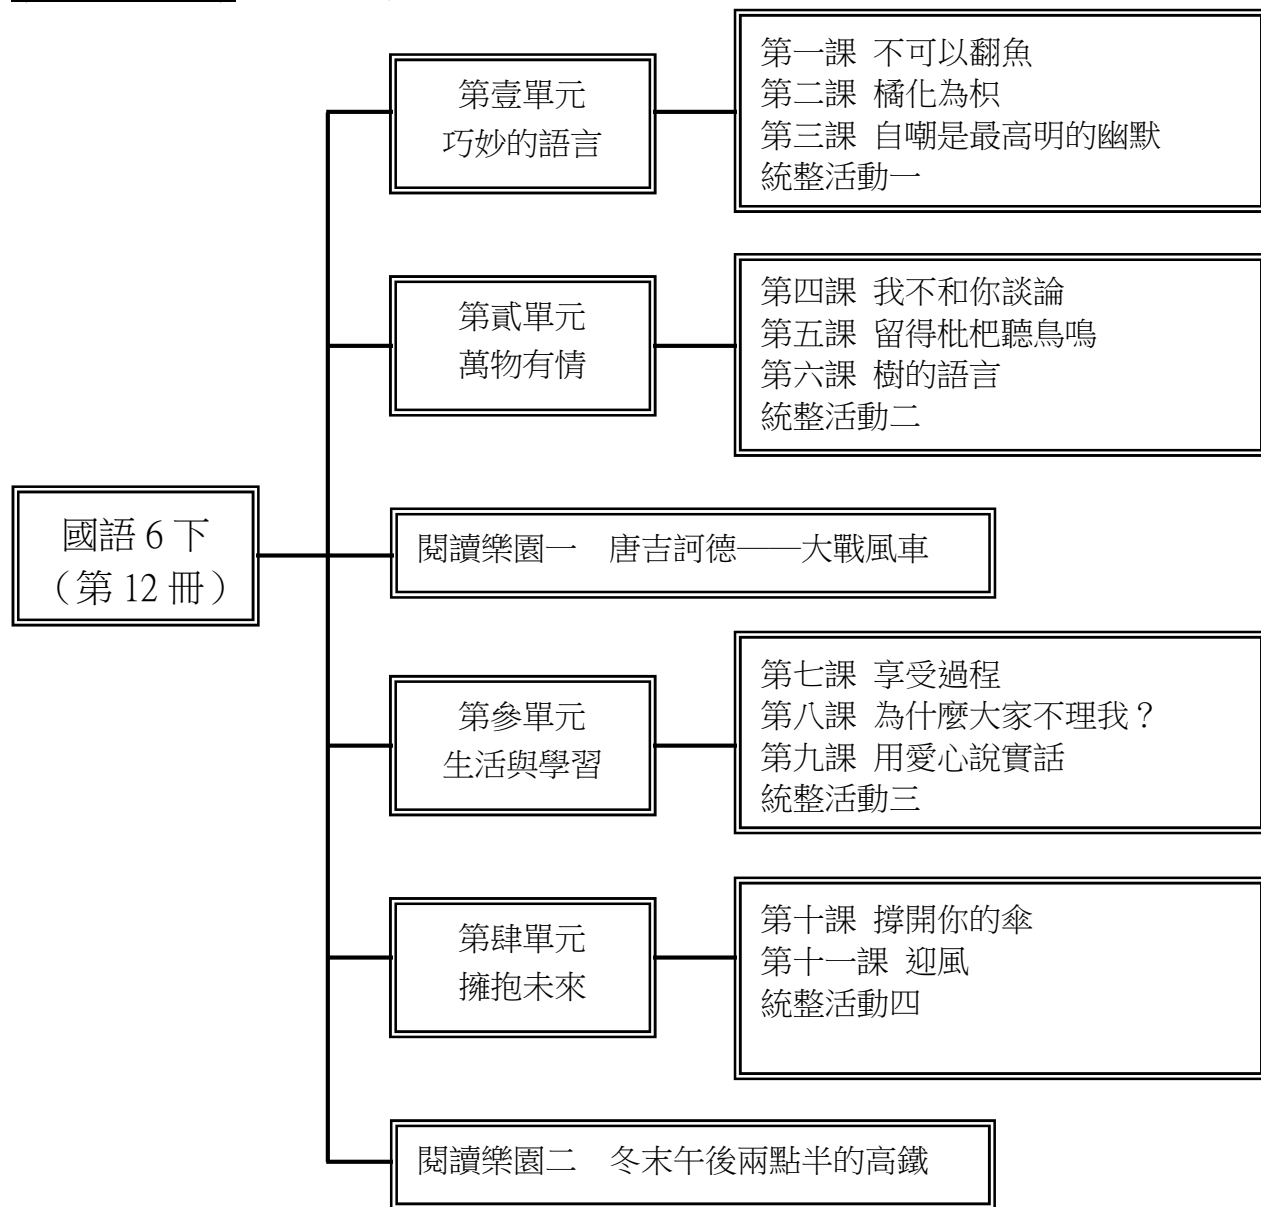 國語 6 下
（第 12 冊）
第壹單元
巧妙的語言
第一課 不可以翻魚
第二課 橘化為枳
第三課 自嘲是最高明的幽默
統整活動一
第貳單元
萬物有情
第四課 我不和你談論
第五課 留得枇杷聽鳥鳴
第六課 樹的語言
統整活動二
閱讀樂園一　唐吉訶德——大戰風車
第參單元
生活與學習
第七課 享受過程
第八課 為什麼大家不理我？
第九課 用愛心說實話
統整活動三
第肆單元
擁抱未來
第十課 撐開你的傘
第十一課 迎風
統整活動四
閱讀樂園二　冬末午後兩點半的高鐵